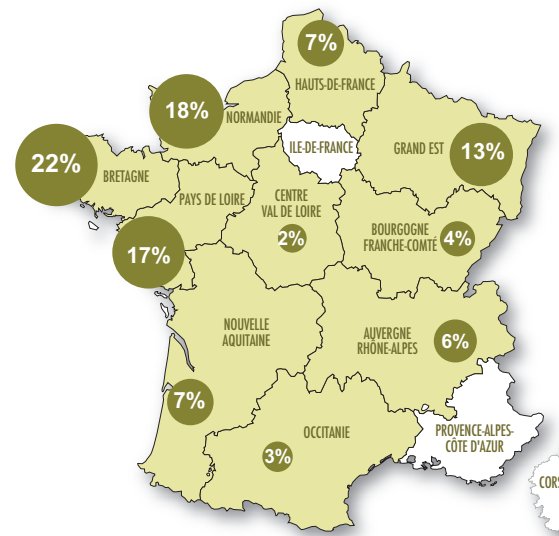 7%
HAUTS-DE-FRANCE
18%
NORMANDIE
ILE-DE-FRANCE
GRAND EST
13%
22%
BRETAGNE
PAYS DE LOIRE
CENTRE
VAL DE LOIRE
2%
BOURGOGNE
FRANCHE-COMTÉ
4%
17%
NOUVELLE
AQUITAINE
AUVERGNE
RHÔNE-ALPES
6%
7%
OCCITANIE
3%
PROVENCE-ALPES-
CÔTE D'AZUR
CORS